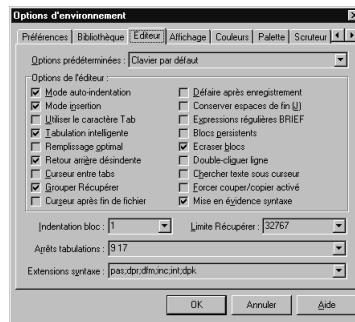 Options d'environnement
Préférences Bibliothèque Éditeur Affichage Couleurs Palette Scruteur
Options prédéterminées : Clavier par défaut
Options de l'éditeur :
Mode auto-indentation Défaire après enregistrement
Mode insertion Conserver espaces de fin (J)
Utiliser le caractère Tab Expressions régulières BRIEF
Tabulation intelligente Blocs persistents
Remplissage optimal Ecraser blocs
Retour arrière désindente Double-cliquer ligne
Curseur entre tabs Chercher texte sous curseur
Grouper Récupérer Forcer couper/copier activé
Curseur après fin de fichier Mise en évidence syntaxe
Indentation bloc : 1 Limite Récupérer : 32767
Arrêts tabulations : 9 17
Extensions syntaxe : pas;dpr;dfm;inc;int;dpk
OK Annuler Aide